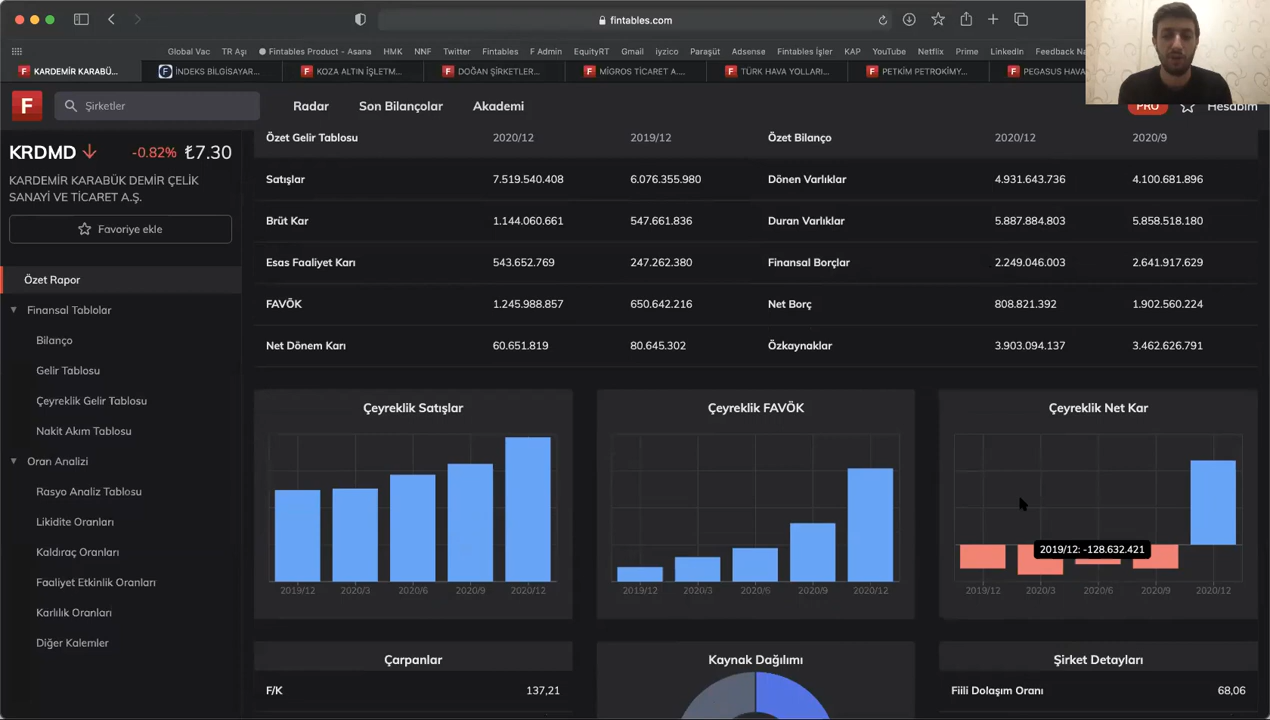 fintables.com
Global Vac TR Aşı Fintables Product - Asana HMK NNF Twitter Fintables F Admin EquityRT Gmail iyzico Paraşüt Adsense Fintables İşler KAP YouTube Netflix Prime LinkedIn Feedback Na
KARDEMİR KARABÜ... İNDEKS BİLGİSAYAR... KOZA ALTIN İŞLETM... DOĞAN ŞİRKETLER... MİGROS TİCARET A.... TÜRK HAVA YOLLARI... PETKİM PETROKİMY... PEGASUS HAVA
F Şirketler Radar Son Bilançolar Akademi PRO Hesabım
KRDMD -0.82% ₺7.30
KARDEMİR KARABÜK DEMİR ÇELİK
SANAYİ VE TİCARET A.Ş.
Favoriye ekle
Özet Rapor
Finansal Tablolar
Bilanço
Gelir Tablosu
Çeyreklik Gelir Tablosu
Nakit Akım Tablosu
Oran Analizi
Rasyo Analiz Tablosu
Likidite Oranları
Kaldıraç Oranları
Faaliyet Etkinlik Oranları
Karlılık Oranları
Diğer Kalemler
Özet Gelir Tablosu 2020/12 2019/12 Özet Bilanço 2020/12 2020/9
Satışlar 7.519.540.408 6.076.355.980 Dönen Varlıklar 4.931.643.736 4.100.681.896
Brüt Kar 1.144.060.661 547.661.836 Duran Varlıklar 5.887.884.803 5.858.518.180
Esas Faaliyet Karı 543.652.769 247.262.380 Finansal Borçlar 2.249.046.003 2.641.917.629
FAVÖK 1.245.988.857 650.642.216 Net Borç 808.821.392 1.902.560.224
Net Dönem Karı 60.651.819 80.645.302 Özkaynaklar 3.903.094.137 3.462.626.791
Çeyreklik Satışlar Çeyreklik FAVÖK Çeyreklik Net Kar
2019/12: -128.632.421
2019/12 2020/3 2020/6 2020/9 2020/12 2019/12 2020/3 2020/6 2020/9 2020/12 2019/12 2020/3 2020/6 2020/9 2020/12
Çarpanlar Kaynak Dağılımı Şirket Detayları
F/K 137,21 Fiili Dolaşım Oranı 68,06